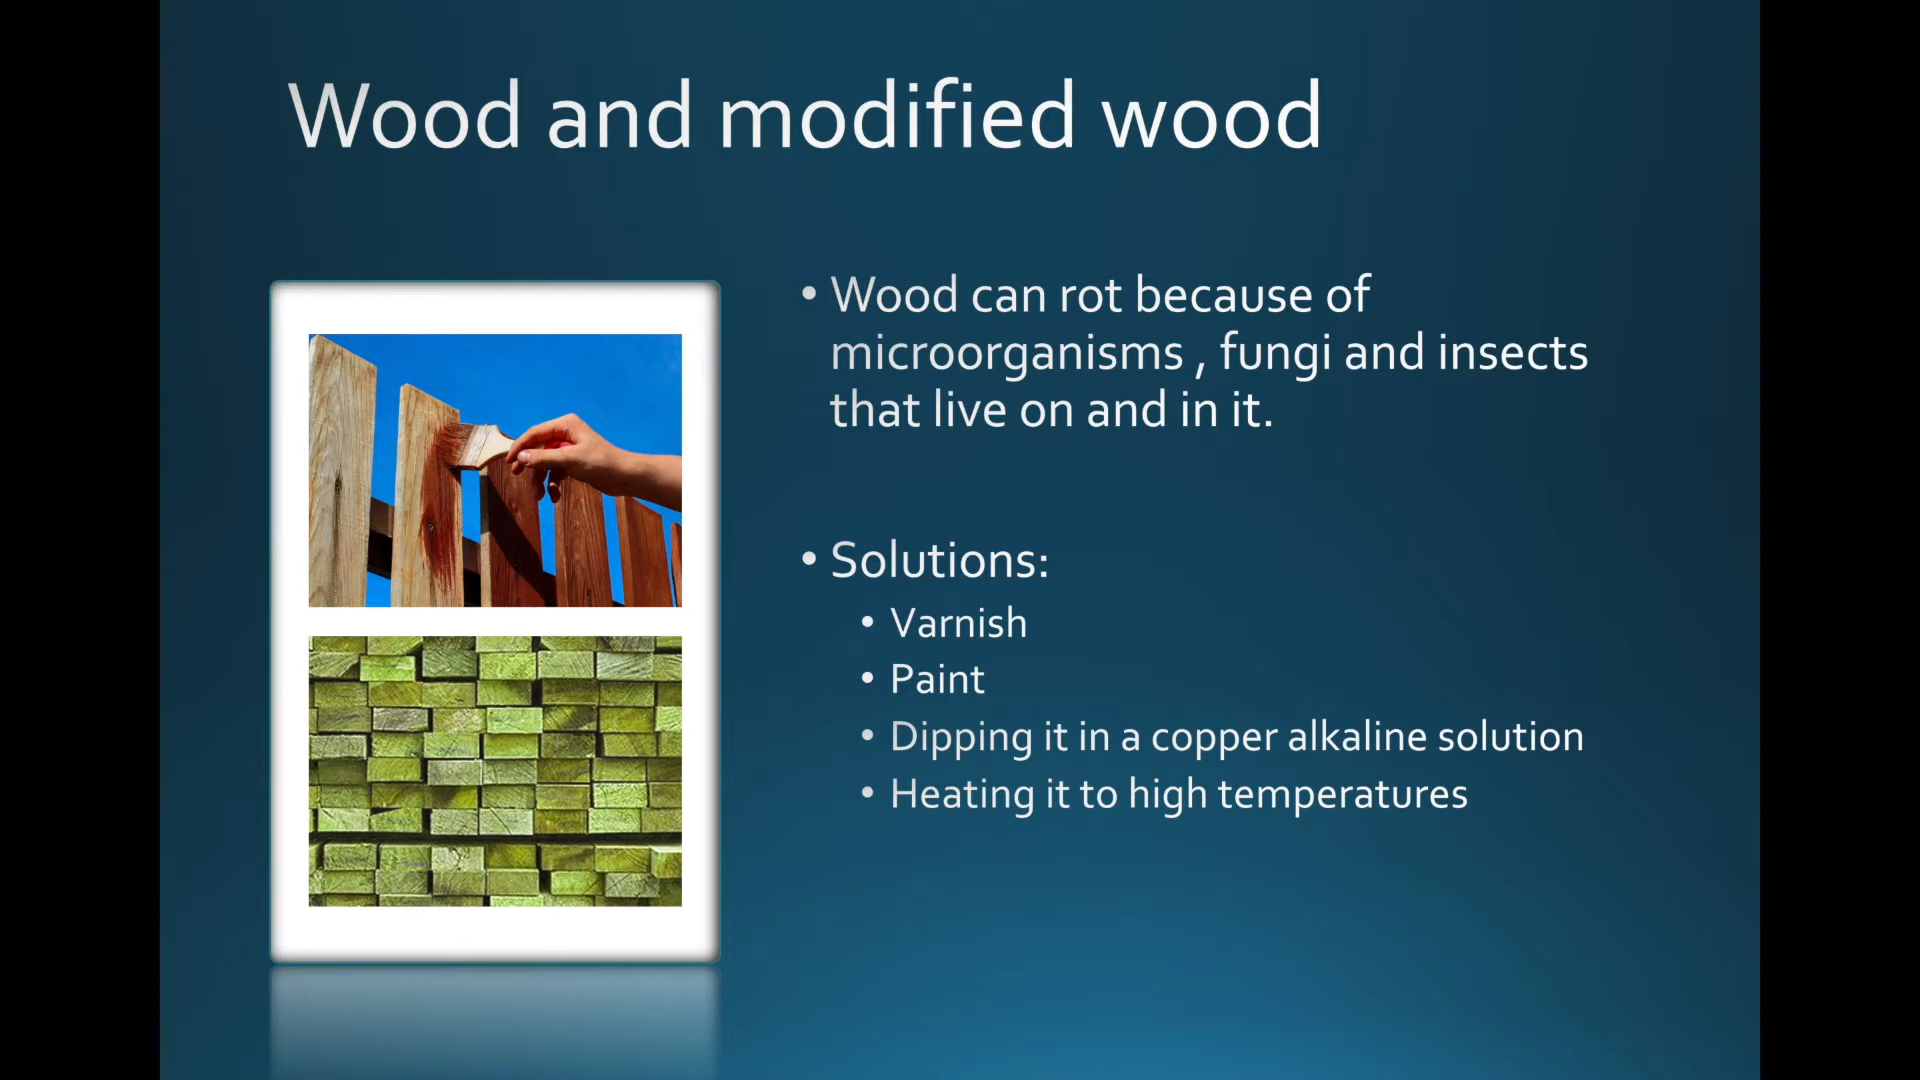 Wood and modified wood
• Wood can rot because of
microorganisms , fungi and insects
that live on and in it.
• Solutions:
• Varnish
• Paint
• Dipping it in a copper alkaline solution
• Heating it to high temperatures